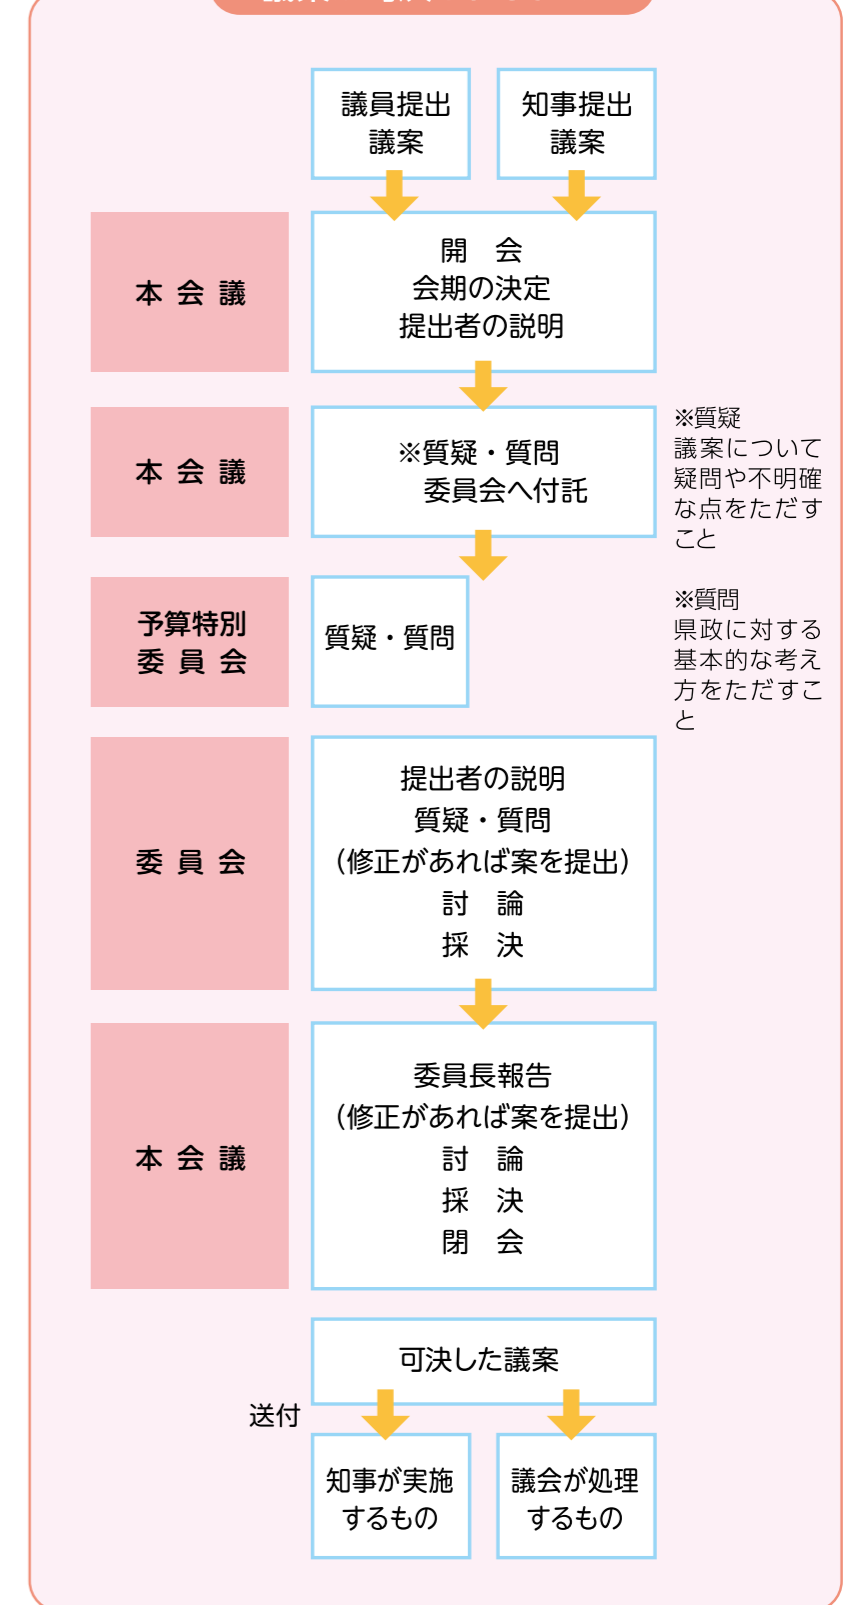 議員提出
議案
知事提出
議案
本会議
開　会
会期の決定
提出者の説明
本会議
※質疑・質問
委員会へ付託
※質疑
議案について
疑問や不明確
な点をただす
こと
予算特別
委員会
質疑・質問
※質問
県政に対する
基本的な考え
方をただすこ
と
委員会
提出者の説明
質疑・質問
(修正があれば案を提出)
討　論
採　決
本会議
委員長報告
(修正があれば案を提出)
討　論
採　決
閉　会
可決した議案
送付
知事が実施
するもの
議会が処理
するもの